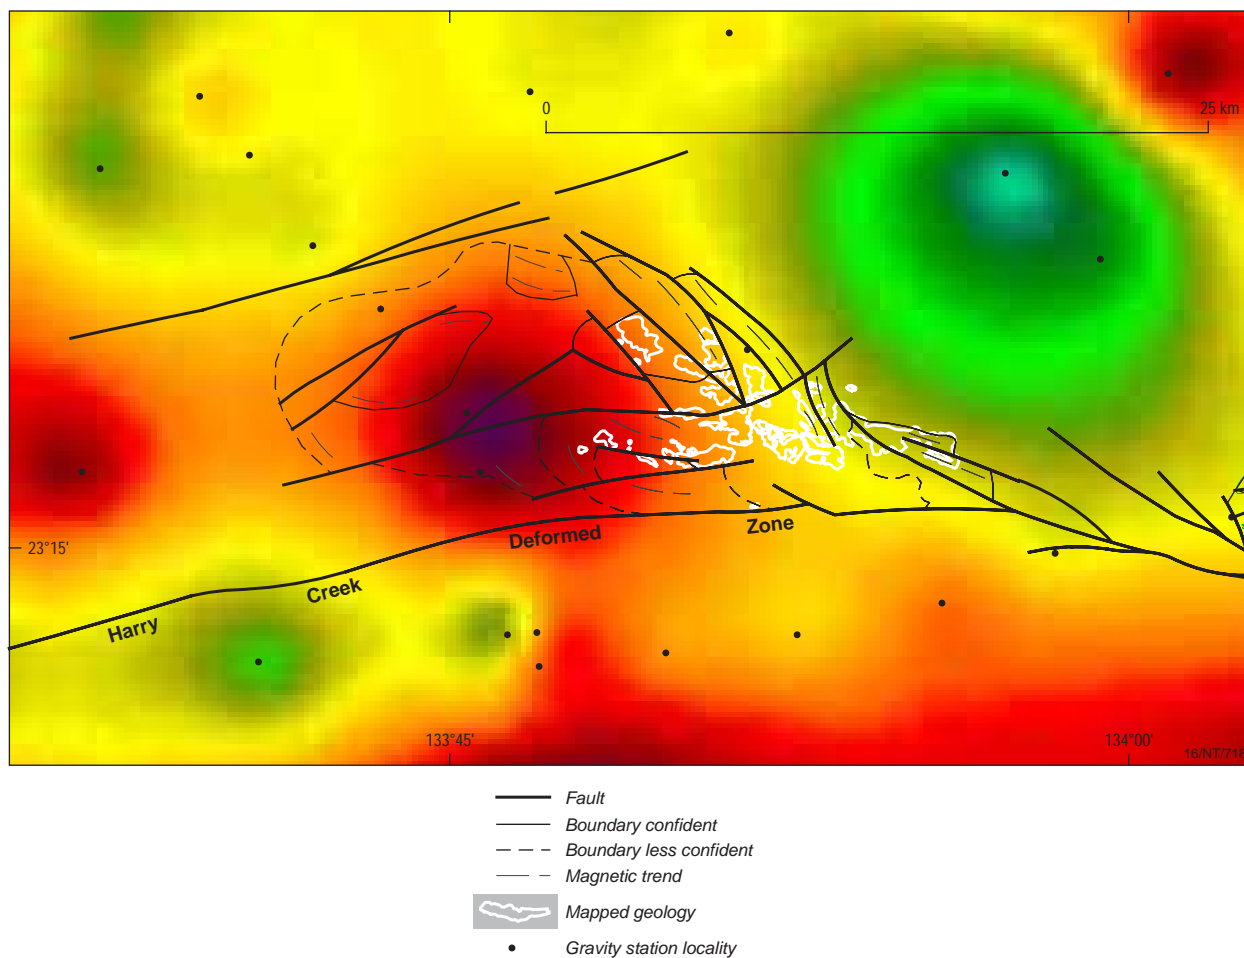 0
25 km
Zone
Deformed
23°15'
Creek
Harry
133°45'
134°00'
16/NT/718
Fault
Boundary confident
Boundary less confident
Magnetic trend
Mapped geology
Gravity station locality